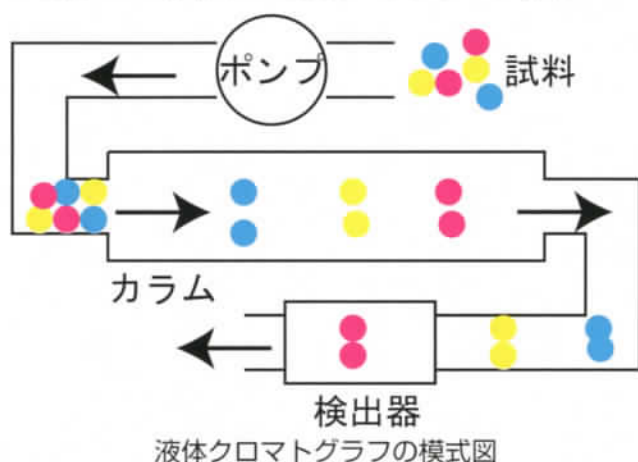 ポンプ
試料
カラム
検出器
液体クロマトグラフの模式図